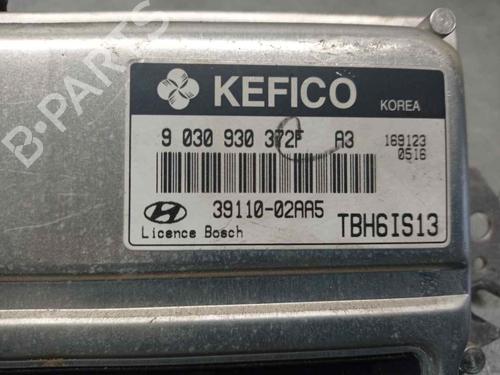 KEFICO
KOREA
9 030 930 372F A3
169123
0516
39110-02AA5
Licence Bosch
TBH6IS13
B-PARTS